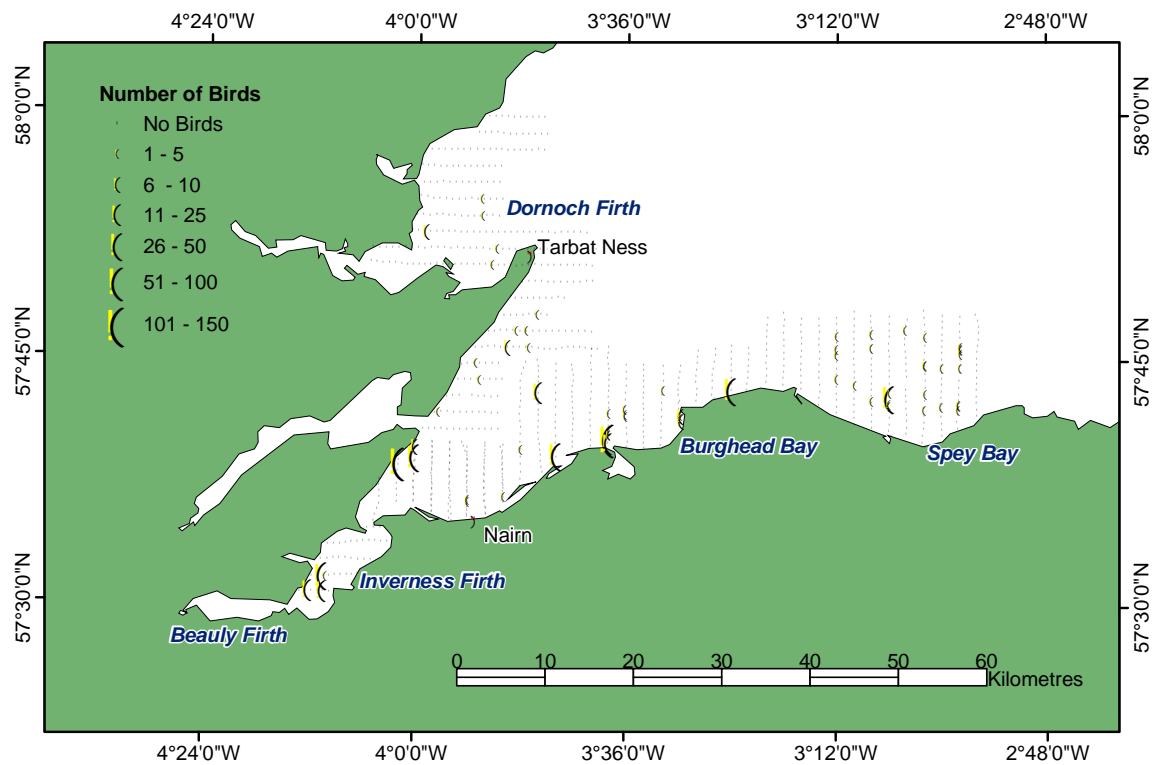 4°24'0"W 4°0'0"W 3°36'0"W 3°12'0"W 2°48'0"W
Number of Birds
No Birds
1 - 5
6 - 10
11 - 25
26 - 50
51 - 100
101 - 150
58°0'0"N
58°0'0"N
Dornoch Firth
Tarbat Ness
57°45'0"N
57°45'0"N
Burghead Bay
Spey Bay
Nairn
57°30'0"N
57°30'0"N
Inverness Firth
Beauly Firth
0 10 20 30 40 50 60
Kilometres
4°24'0"W 4°0'0"W 3°36'0"W 3°12'0"W 2°48'0"W